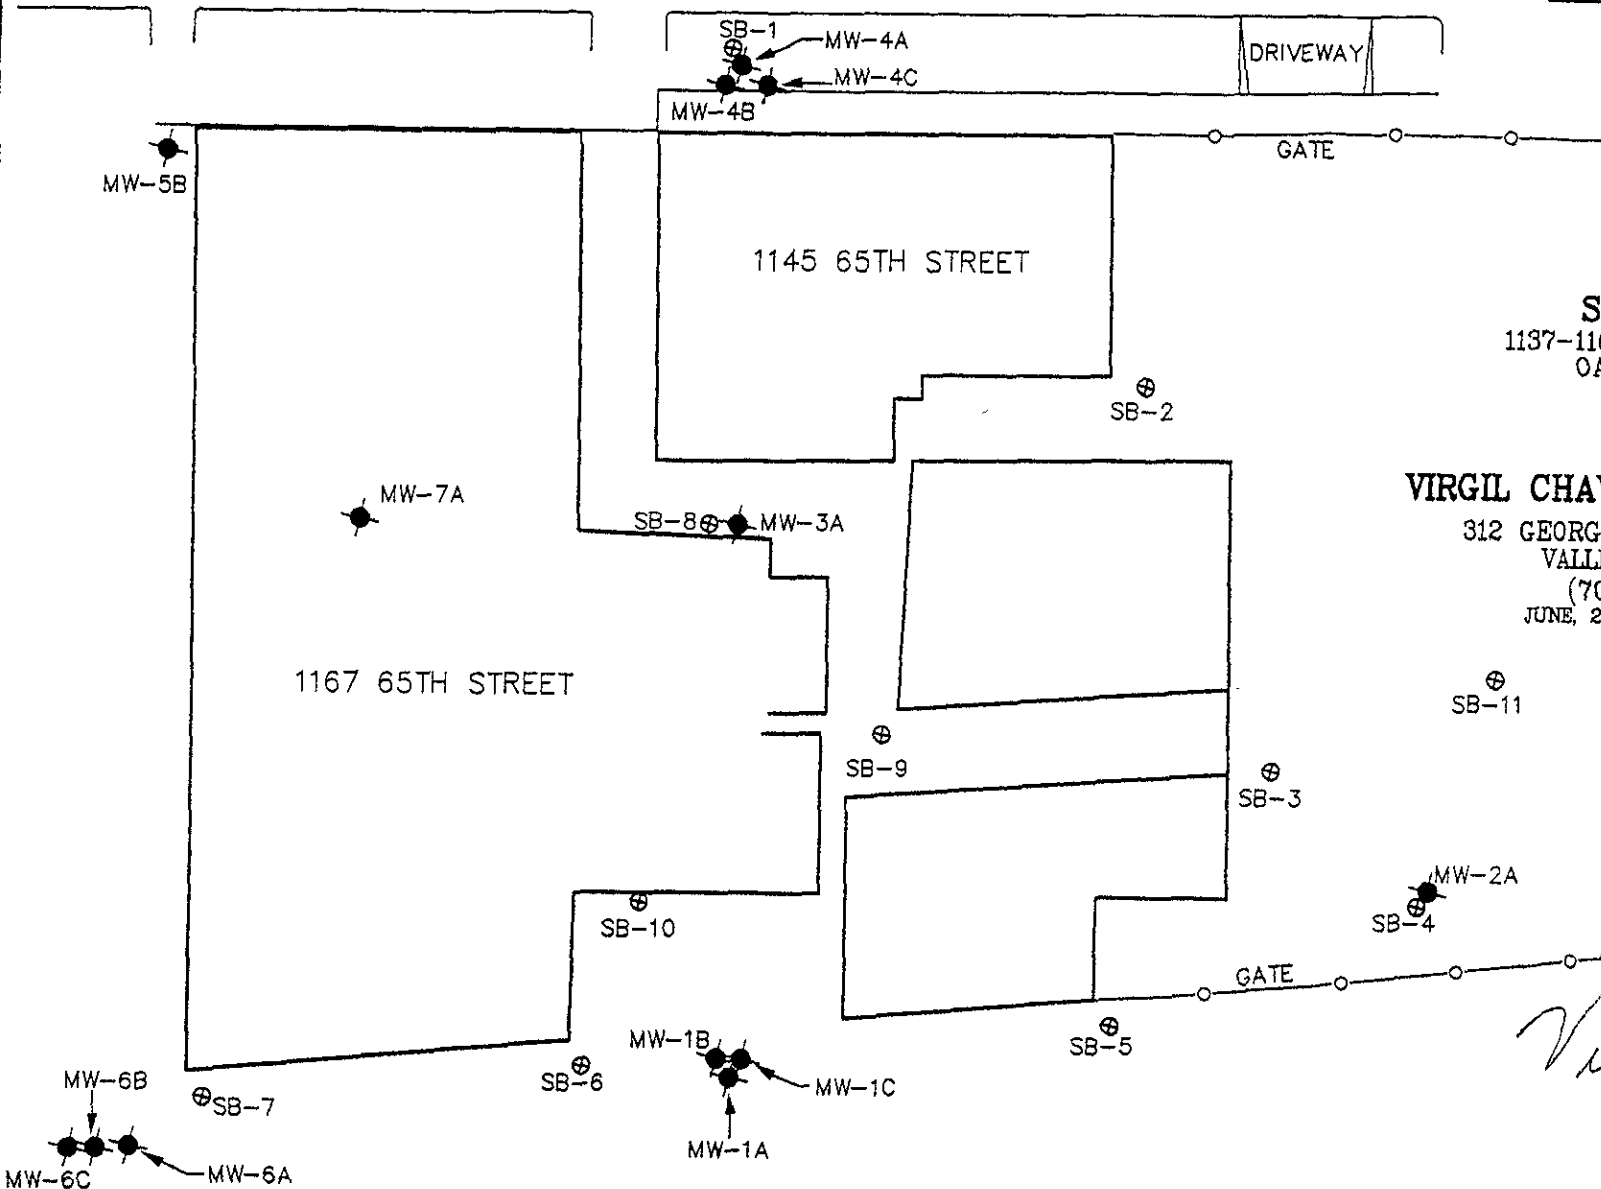 SB-1
MW-4A
DRIVEWAY
MW-4C
MW-4B
GATE
MW-5B
1145 65TH STREET
S
1137-116
OA
SB-2
VIRGIL CHAV
MW-7A
SB-8
MW-3A
312 GEORG
VALL
(70
JUNE, 2
1167 65TH STREET
SB-11
SB-9
SB-3
MW-2A
SB-4
SB-10
GATE
MW-1B
SB-5
MW-6B
SB-6
MW-1C
SB-7
MW-1A
MW-6C
MW-6A